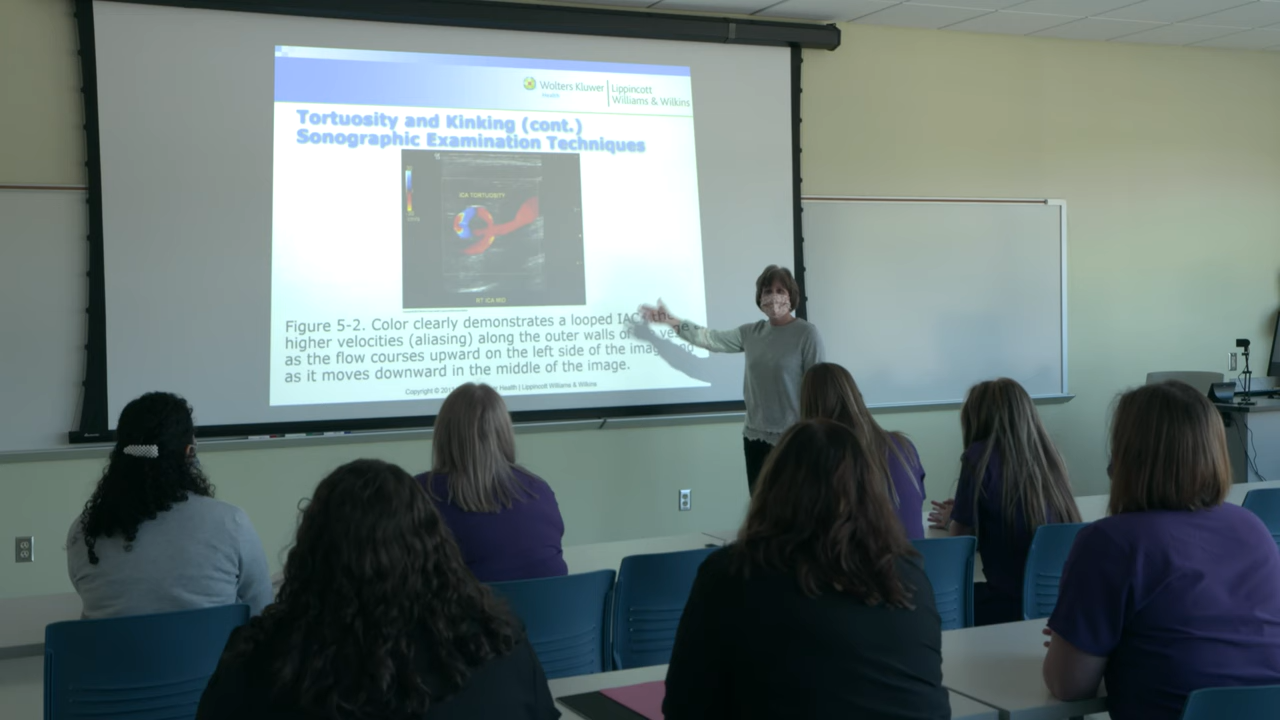 Wolters Kluwer
Health
Lippincott
Williams & Wilkins
Tortuosity and Kinking (cont.)
Sonographic Examination Techniques
ICA TORTUOSITY
RT ICA MID
Figure 5-2. Color clearly demonstrates a looped
higher velocities (aliasing) along the outer walls of
as the flow courses upward on the left side of the
as it moves downward in the middle of the image.
Copyright © Health | Lippincott Williams & Wilkins